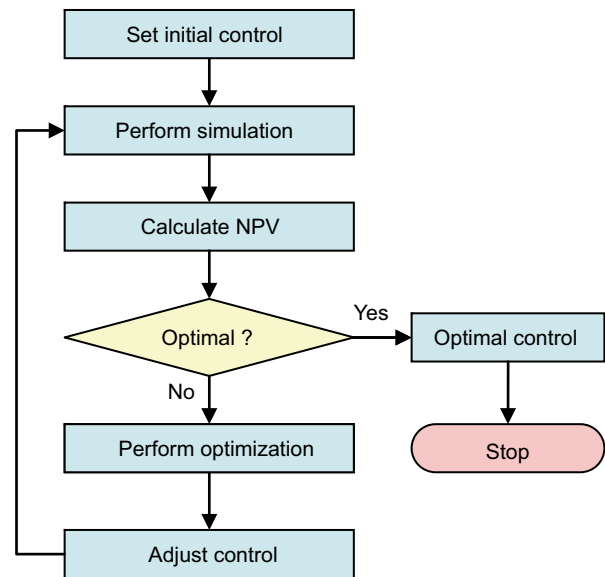 Set initial control
Perform simulation
Calculate NPV
Optimal ?
Yes
Optimal control
No
Perform optimization
Stop
Adjust control